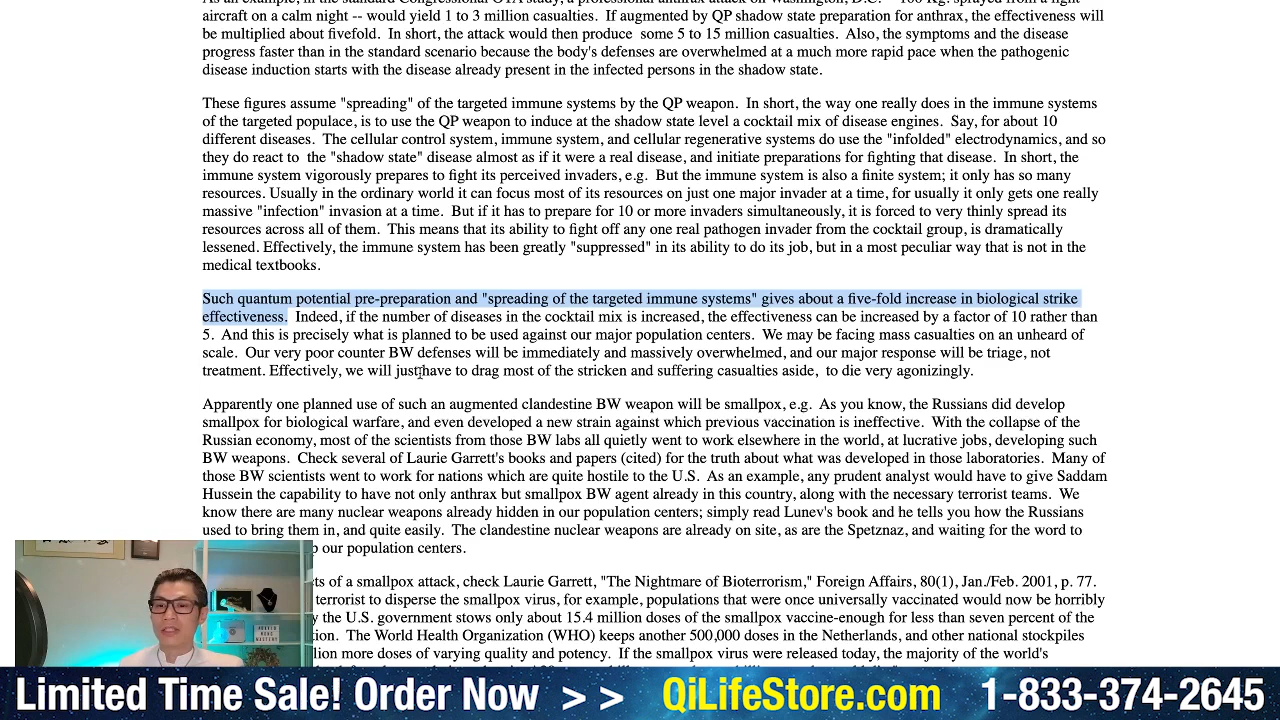 As an example, in the standard Congressional OTA study, a professional anthrax attack on Washington, D.C. - 100 Kg. sprayed from a light
aircraft on a calm night -- would yield 1 to 3 million casualties.  If augmented by QP shadow state preparation for anthrax, the effectiveness will
be multiplied about fivefold.  In short, the attack would then produce  some 5 to 15 million casualties.  Also, the symptoms and the disease
progress faster than in the standard scenario because the body's defenses are overwhelmed at a much more rapid pace when the pathogenic
disease induction starts with the disease already present in the infected persons in the shadow state.
These figures assume "spreading" of the targeted immune systems by the QP weapon.  In short, the way one really does in the immune systems
of the targeted populace, is to use the QP weapon to induce at the shadow state level a cocktail mix of disease engines.  Say, for about 10
different diseases.  The cellular control system, immune system, and cellular regenerative systems do use the "infolded" electrodynamics, and so
they do react to  the "shadow state" disease almost as if it were a real disease, and initiate preparations for fighting that disease.  In short, the
immune system vigorously prepares to fight its perceived invaders, e.g.  But the immune system is also a finite system; it only has so many
resources. Usually in the ordinary world it can focus most of its resources on just one major invader at a time, for usually it only gets one really
massive "infection" invasion at a time.  But if it has to prepare for 10 or more invaders simultaneously, it is forced to very thinly spread its
resources across all of them.  This means that its ability to fight off any one real pathogen invader from the cocktail group, is dramatically
lessened. Effectively, the immune system has been greatly "suppressed" in its ability to do its job, but in a most peculiar way that is not in the
medical textbooks.
Such quantum potential pre-preparation and "spreading of the targeted immune systems" gives about a five-fold increase in biological strike
effectiveness.  Indeed, if the number of diseases in the cocktail mix is increased, the effectiveness can be increased by a factor of 10 rather than
5.  And this is precisely what is planned to be used against our major population centers.  We may be facing mass casualties on an unheard of
scale.  Our very poor counter BW defenses will be immediately and massively overwhelmed, and our major response will be triage, not
treatment. Effectively, we will just have to drag most of the stricken and suffering casualties aside,  to die very agonizingly.
Apparently one planned use of such an augmented clandestine BW weapon will be smallpox, e.g.  As you know, the Russians did develop
smallpox for biological warfare, and even developed a new strain against which previous vaccination is ineffective.  With the collapse of the
Russian economy, most of the scientists from those BW labs all quietly went to work elsewhere in the world, at lucrative jobs, developing such
BW weapons.  Check several of Laurie Garrett's books and papers (cited) for the truth about what was developed in those laboratories.  Many of
those BW scientists went to work for nations which are quite hostile to the U.S.  As an example, any prudent analyst would have to give Saddam
Hussein the capability to have not only anthrax but smallpox BW agent already in this country, along with the necessary terrorist teams.  We
know there are many nuclear weapons already hidden in our population centers; simply read Lunev's book and he tells you how the Russians
used to bring them in, and quite easily.  The clandestine nuclear weapons are already on site, as are the Spetznaz, and waiting for the word to
our population centers.
ts of a smallpox attack, check Laurie Garrett, "The Nightmare of Bioterrorism," Foreign Affairs, 80(1), Jan./Feb. 2001, p. 77.
terrorist to disperse the smallpox virus, for example, populations that were once universally vaccinated would now be horribly
y the U.S. government stows only about 15.4 million doses of the smallpox vaccine-enough for less than seven percent of the
ion.  The World Health Organization (WHO) keeps another 500,000 doses in the Netherlands, and other national stockpiles
lion more doses of varying quality and potency.  If the smallpox virus were released today, the majority of the world's
Limited Time Sale! Order Now  > >  QiLifeStore.com  1-833-374-2645